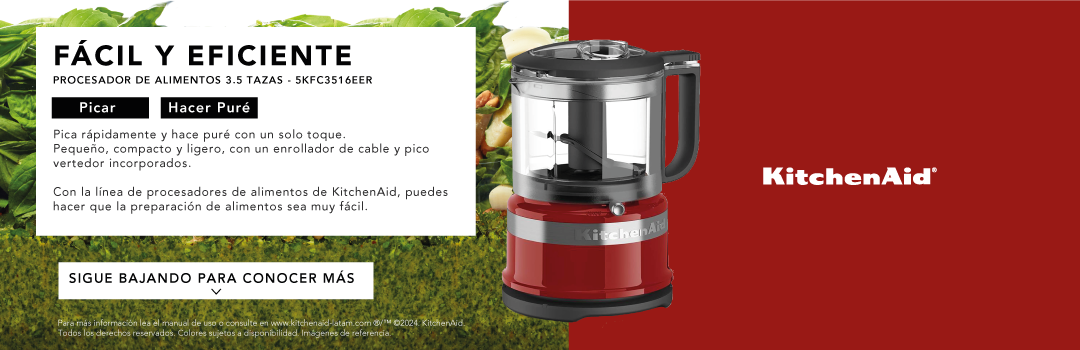 FÁCIL Y EFICIENTE
PROCESADOR DE ALIMENTOS 3.5 TAZAS - 5KFC3516EER
Picar Hacer Puré
Pica rápidamente y hace puré con un solo toque.
Pequeño, compacto y ligero, con un enrollador de cable y pico
vertedor incorporados.
Con la línea de procesadores de alimentos de KitchenAid, puedes
hacer que la preparación de alimentos sea muy fácil.
SIGUE BAJANDO PARA CONOCER MÁS
Para más información lea el manual de uso o consulte en www.kitchenaid-latam.com ®/™ ©2024. KitchenAid.
Todos los derechos reservados. Colores sujetos a disponibilidad. Imágenes de referencia.
KitchenAid
KitchenAid®